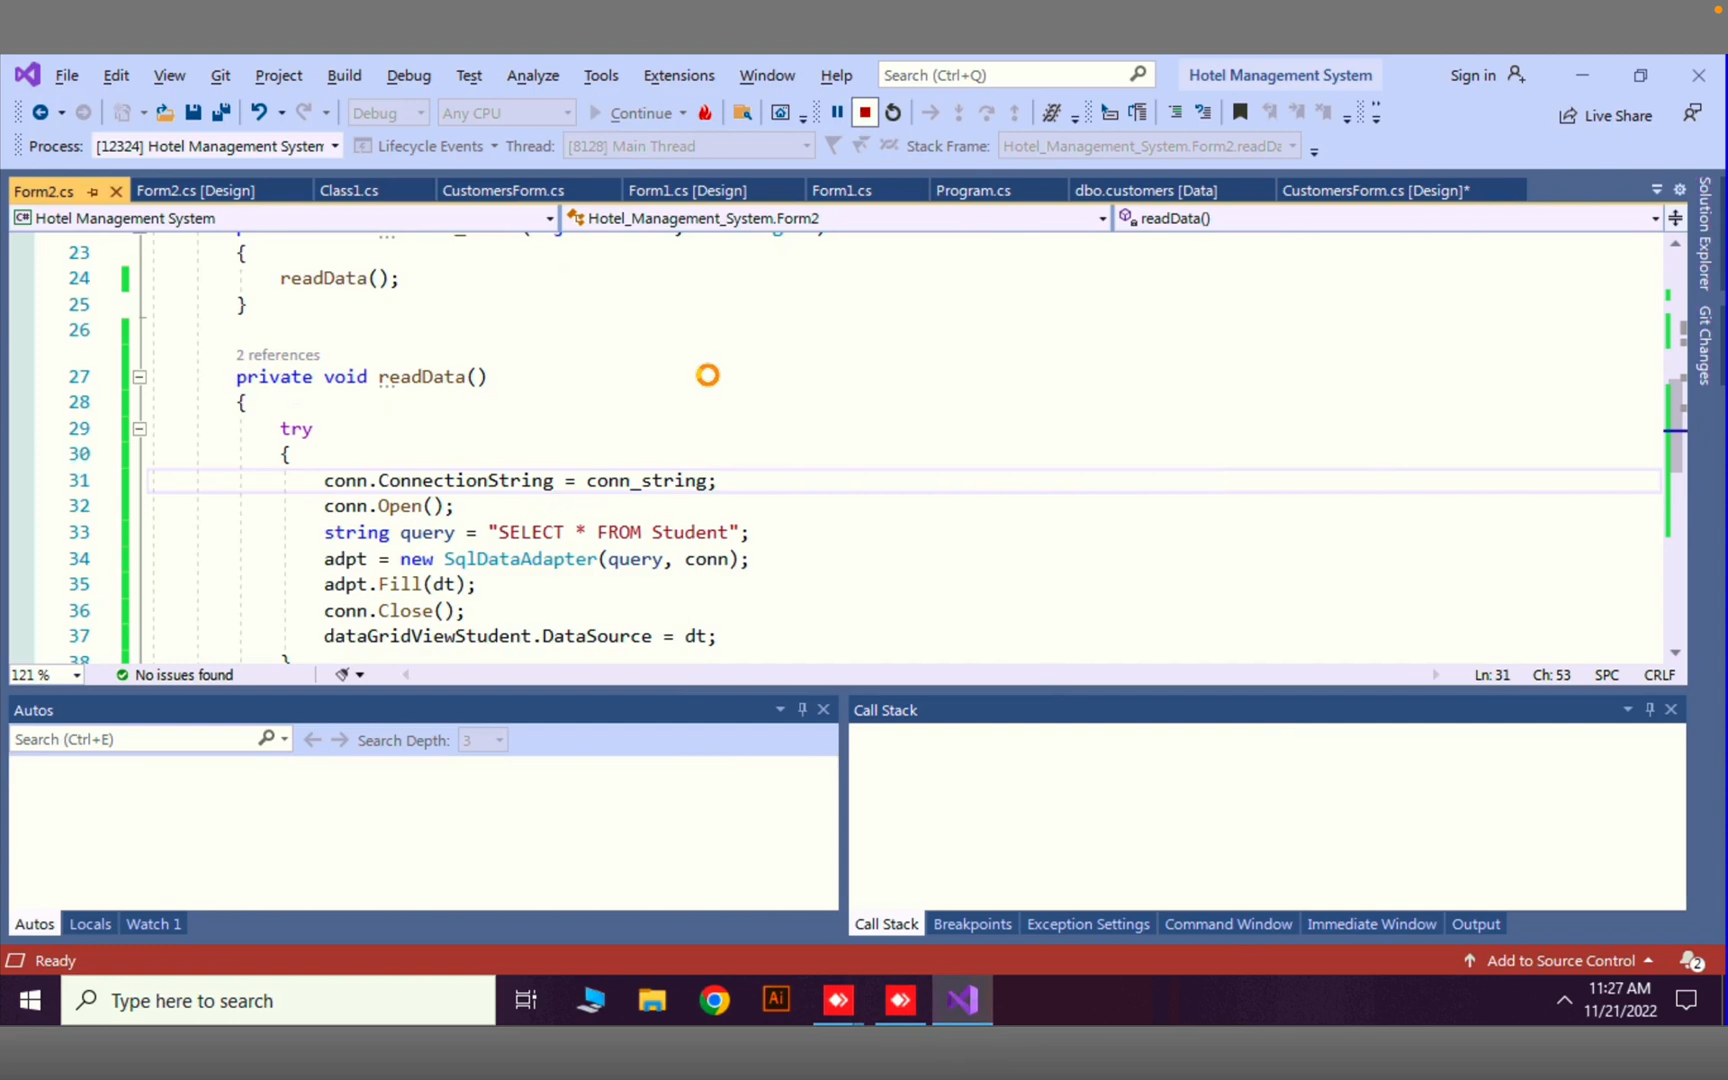 File Edit View Git Project Build Debug Test Analyze Tools Extensions Window Help Search (Ctrl+Q) Hotel Management System Sign in
Debug Any CPU Continue Live Share
Process: [12324] Hotel Management System Lifecycle Events Thread: [8128] Main Thread Stack Frame: Hotel_Management_System.Form2.readDa
Form2.cs Form2.cs [Design] Class1.cs CustomersForm.cs Form1.cs [Design] Form1.cs Program.cs dbo.customers [Data] CustomersForm.cs [Design]*
C# Hotel Management System Hotel_Management_System.Form2 readData()
Solution Explorer
Git Changes
23 {
24 readData();
25 }
26
2 references
27 private void readData()
28 {
29 try
30 {
31 conn.ConnectionString = conn_string;
32 conn.Open();
33 string query = "SELECT * FROM Student";
34 adpt = new SqlDataAdapter(query, conn);
35 adpt.Fill(dt);
36 conn.Close();
37 dataGridViewStudent.DataSource = dt;
38 }
121 % No issues found Ln: 31 Ch: 53 SPC CRLF
Autos
Search (Ctrl+E) Search Depth: 3
Call Stack
Autos Locals Watch 1
Call Stack Breakpoints Exception Settings Command Window Immediate Window Output
Ready Add to Source Control 2
Type here to search Ai
11:27 AM
11/21/2022